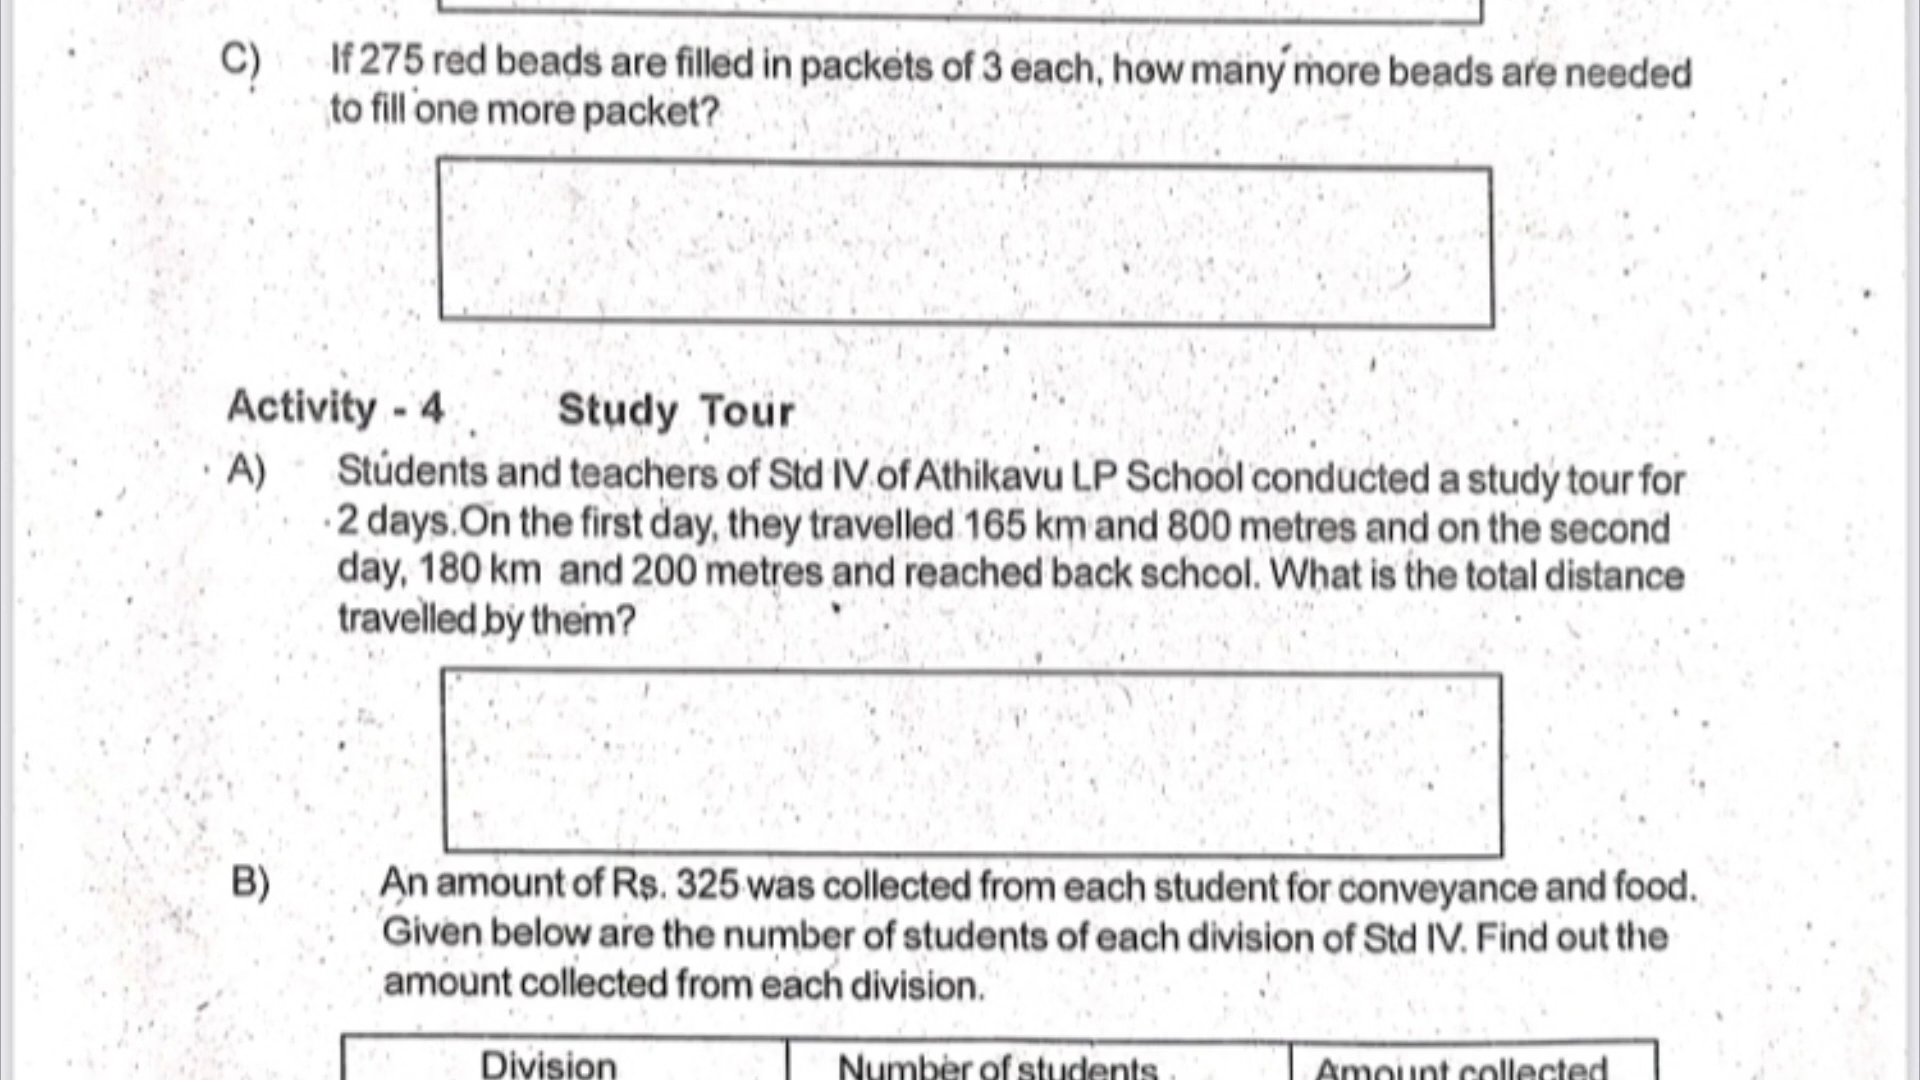 C) If 275 red beads are filled in packets of 3 each, how many more beads are needed
to fill one more packet?
Activity - 4 Study Tour
A) Students and teachers of Std IV of Athikavu LP School conducted a study tour for
2 days. On the first day, they travelled 165 km and 800 metres and on the second
day, 180 km and 200 metres and reached back school. What is the total distance
travelled by them?
B) An amount of Rs. 325 was collected from each student for conveyance and food.
Given below are the number of students of each division of Std IV. Find out the
amount collected from each division.
Division Number of students Amount collected